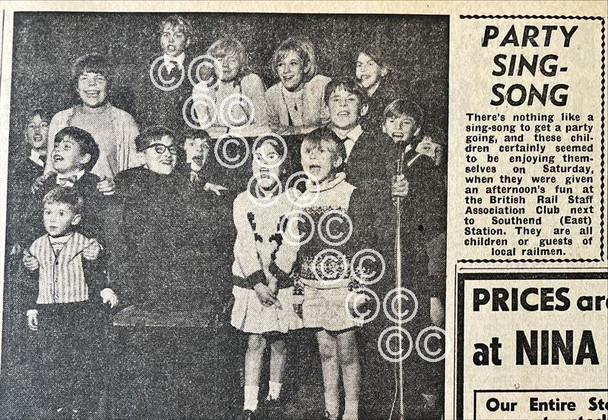 PARTY
SING-
SONG
There's nothing like a
sing-song to get a party
going, and these chil-
dren certainly seemed
to be enjoying them-
selves on Saturday,
when they were given
an afternoon's fun at
the British Rail Staff
Association Club next
to Southend (East)
Station. They are all
children or guests of
local railmen.
PRICES are
at NINA
Our Entire St